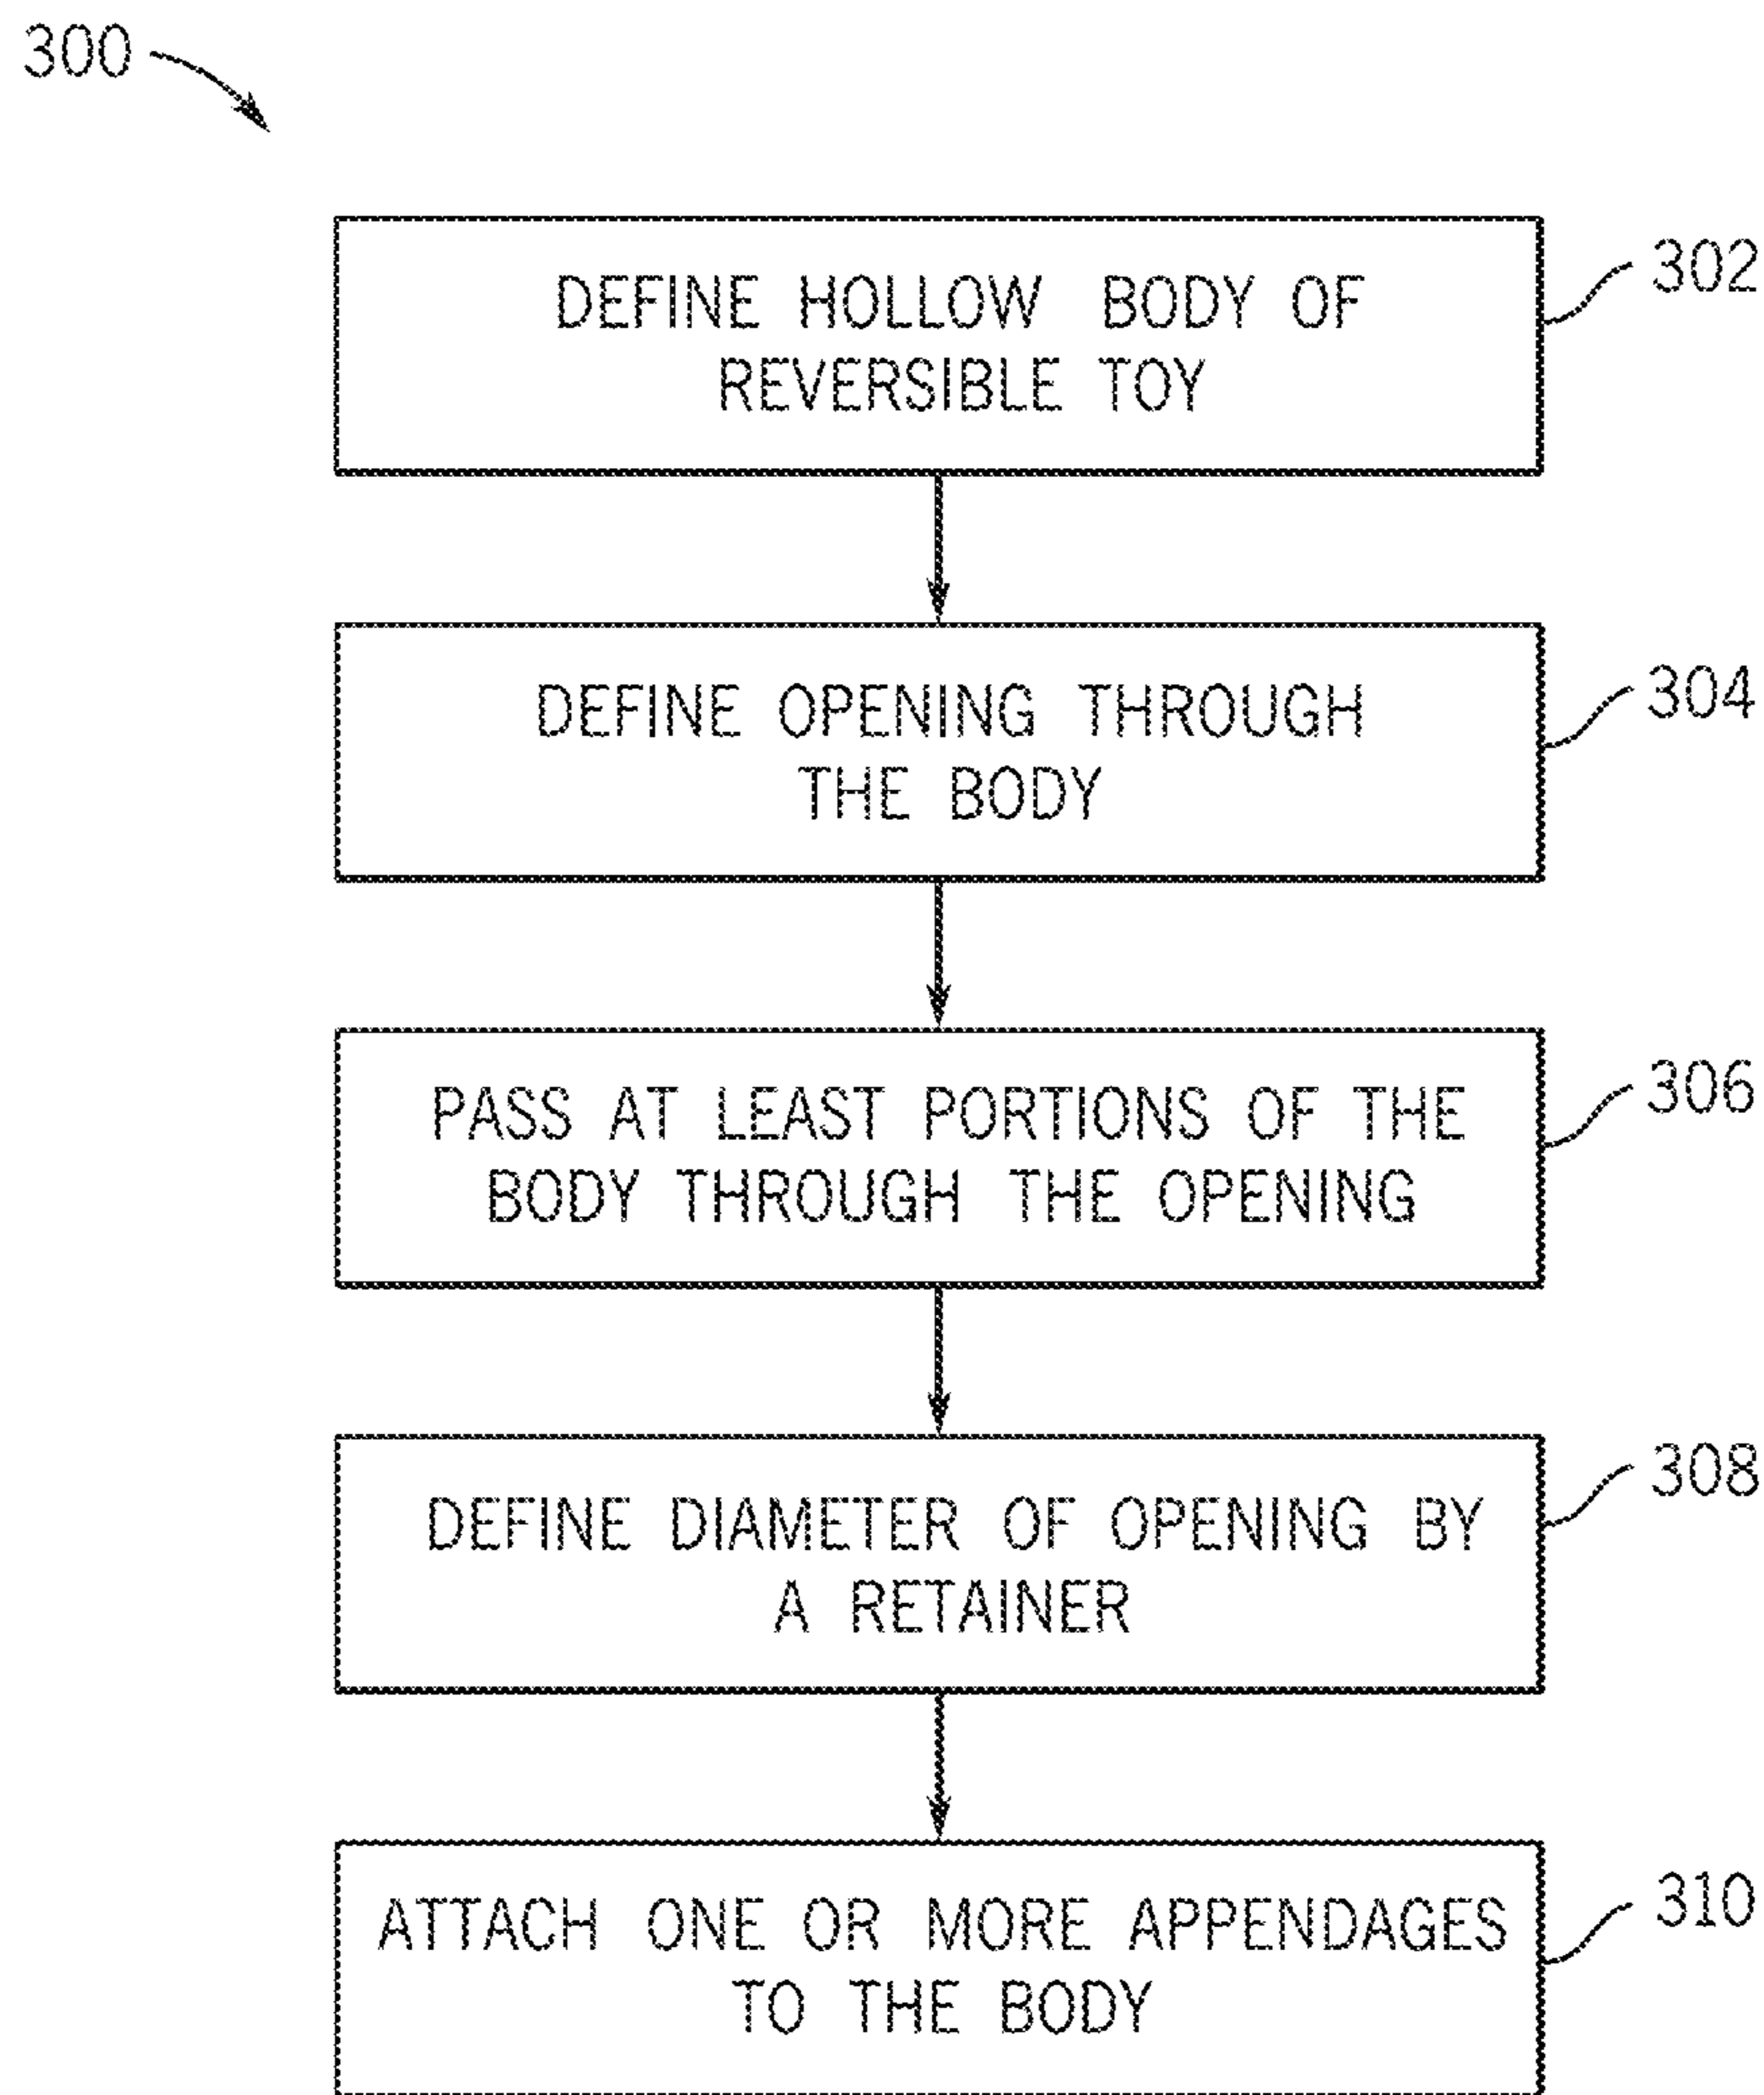 300
DEFINE HOLLOW BODY OF
REVERSIBLE TOY
302
DEFINE OPENING THROUGH
THE BODY
304
PASS AT LEAST PORTIONS OF THE
BODY THROUGH THE OPENING
306
DEFINE DIAMETER OF OPENING BY
A RETAINER
308
ATTACH ONE OR MORE APPENDAGES
TO THE BODY
310